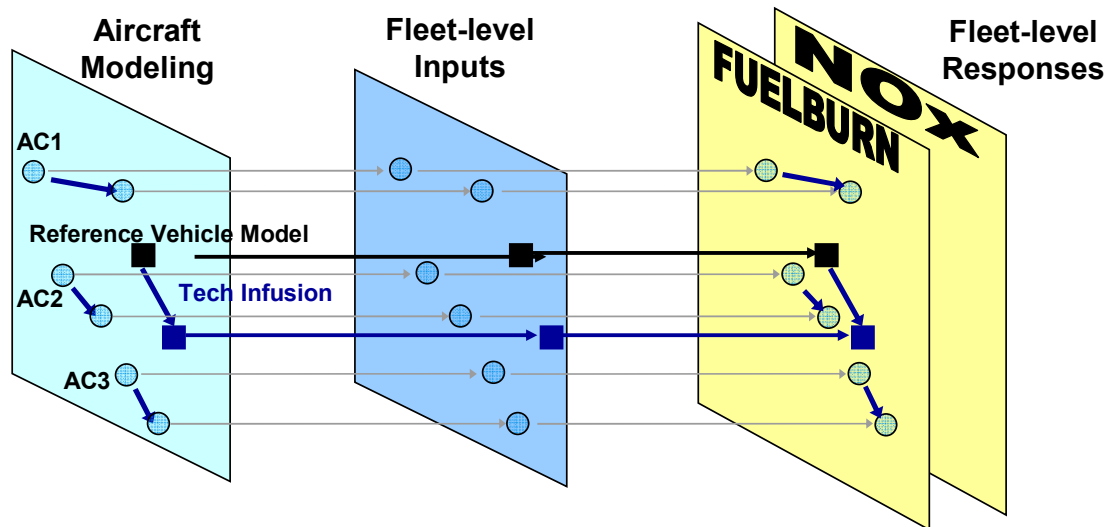 Aircraft
Modeling
Fleet-level
Inputs
Fleet-level
Responses
NOx
FUELBURN
AC1
Reference Vehicle Model
AC2
Tech Infusion
AC3